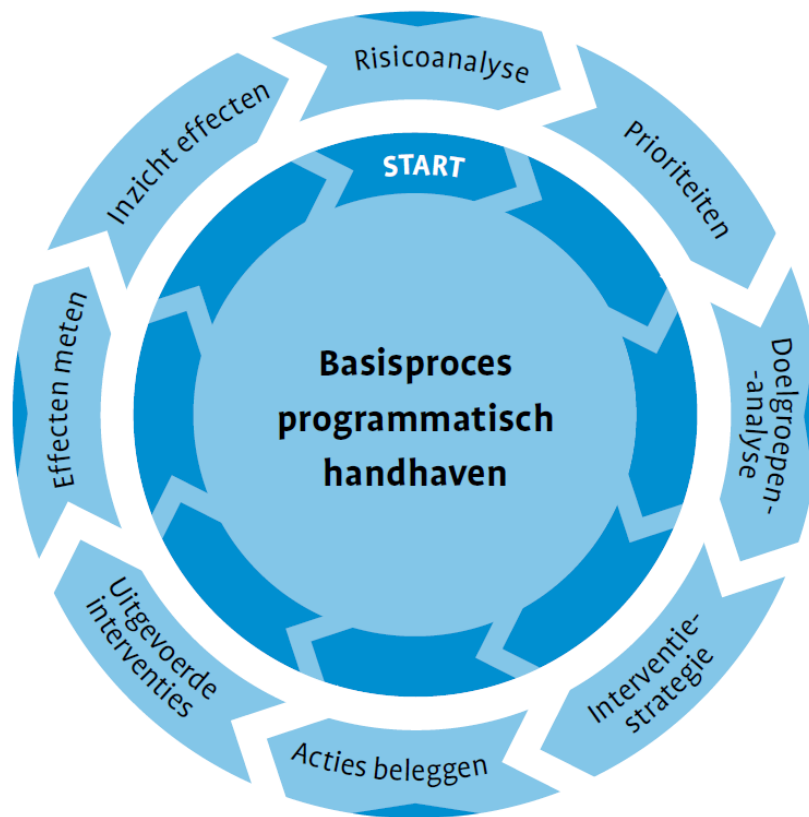 Risicoanalyse
Prioriteiten
Doelgroepen-
-analyse
Interventie-
strategie
Acties beleggen
Uitgevoerde
interventies
Effecten meten
Inzicht effecten
START
Basisproces
programmatisch
handhaven